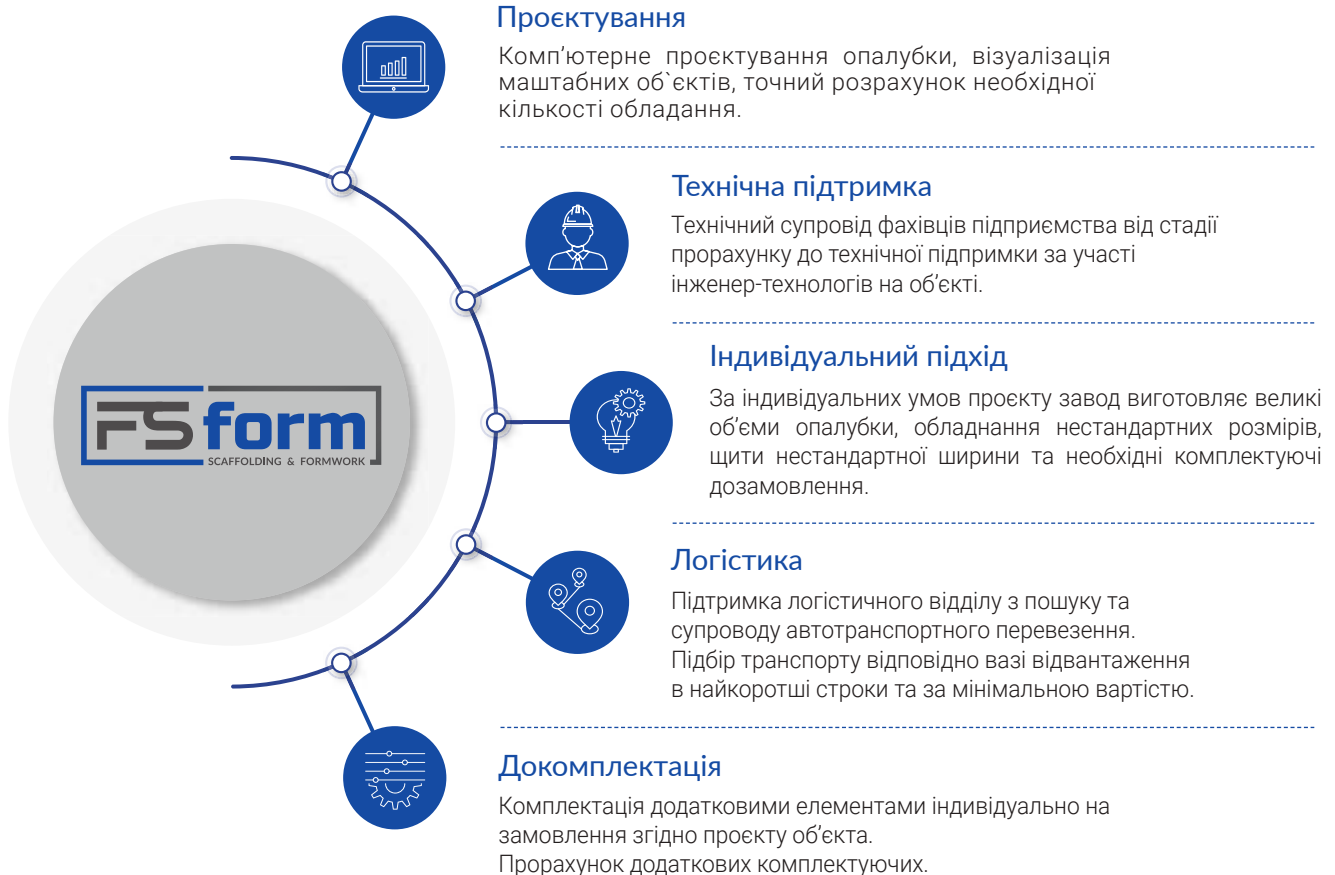 Проєктування
Комп’ютерне проєктування опалубки, візуалізація
маштабних об`єктів, точний розрахунок необхідної
кількості обладання.
Технічна підтримка
Технічний супровід фахівців підприємства від стадії
прорахунку до технічної підпримки за участі
інженер-технологів на об’єкті.
Індивідуальний підхід
За індивідуальних умов проєкту завод виготовляє великі
об’єми опалубки, обладнання нестандартних розмірів,
щити нестандартної ширини та необхідні комплектуючі
дозамовлення.
FS form
SCAFFOLDING & FORMWORK
Логістика
Підтримка логістичного відділу з пошуку та
супроводу автотранспортного перевезення.
Підбір транспорту відповідно вазі відвантаження
в найкоротші строки та за мінімальною вартістю.
Докомплектація
Комплектація додатковими елементами індивідуально на
замовлення згідно проєкту об’єкта.
Прорахунок додаткових комплектуючих.